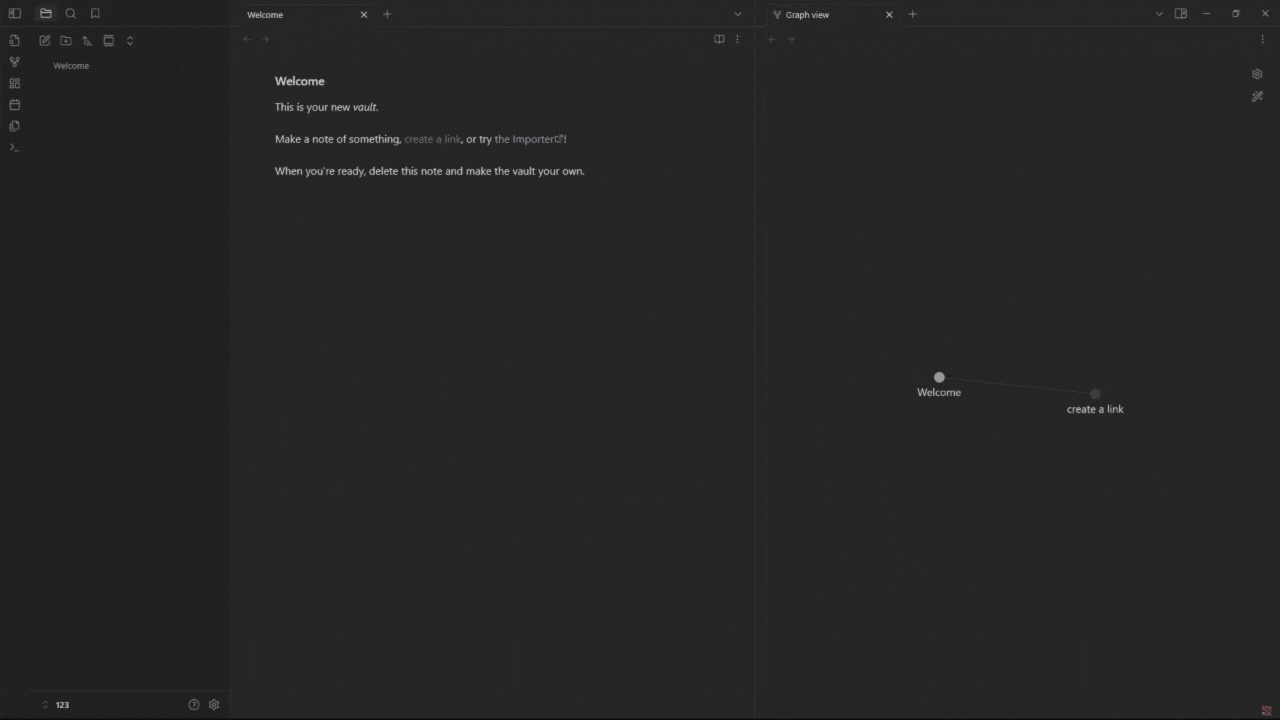 Welcome
Graph view
Welcome
Welcome
This is your new vault.
Make a note of something, create a link, or try the Importer!
When you're ready, delete this note and make the vault your own.
Welcome
create a link
123